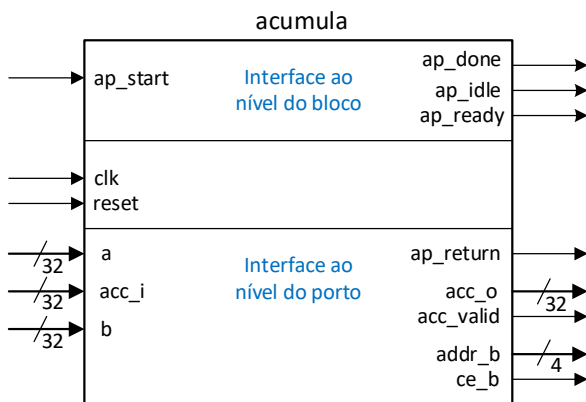 acumula
ap_start
Interface ao
nível do bloco
ap_done
ap_idle
ap_ready
clk
reset
a
32
acc_i
32
b
32
Interface ao
nível do porto
ap_return
acc_o
32
acc_valid
addr_b
4
ce_b